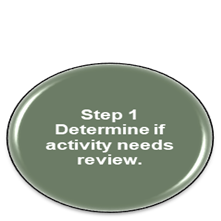 Step 1
Determine if
activity needs
review.